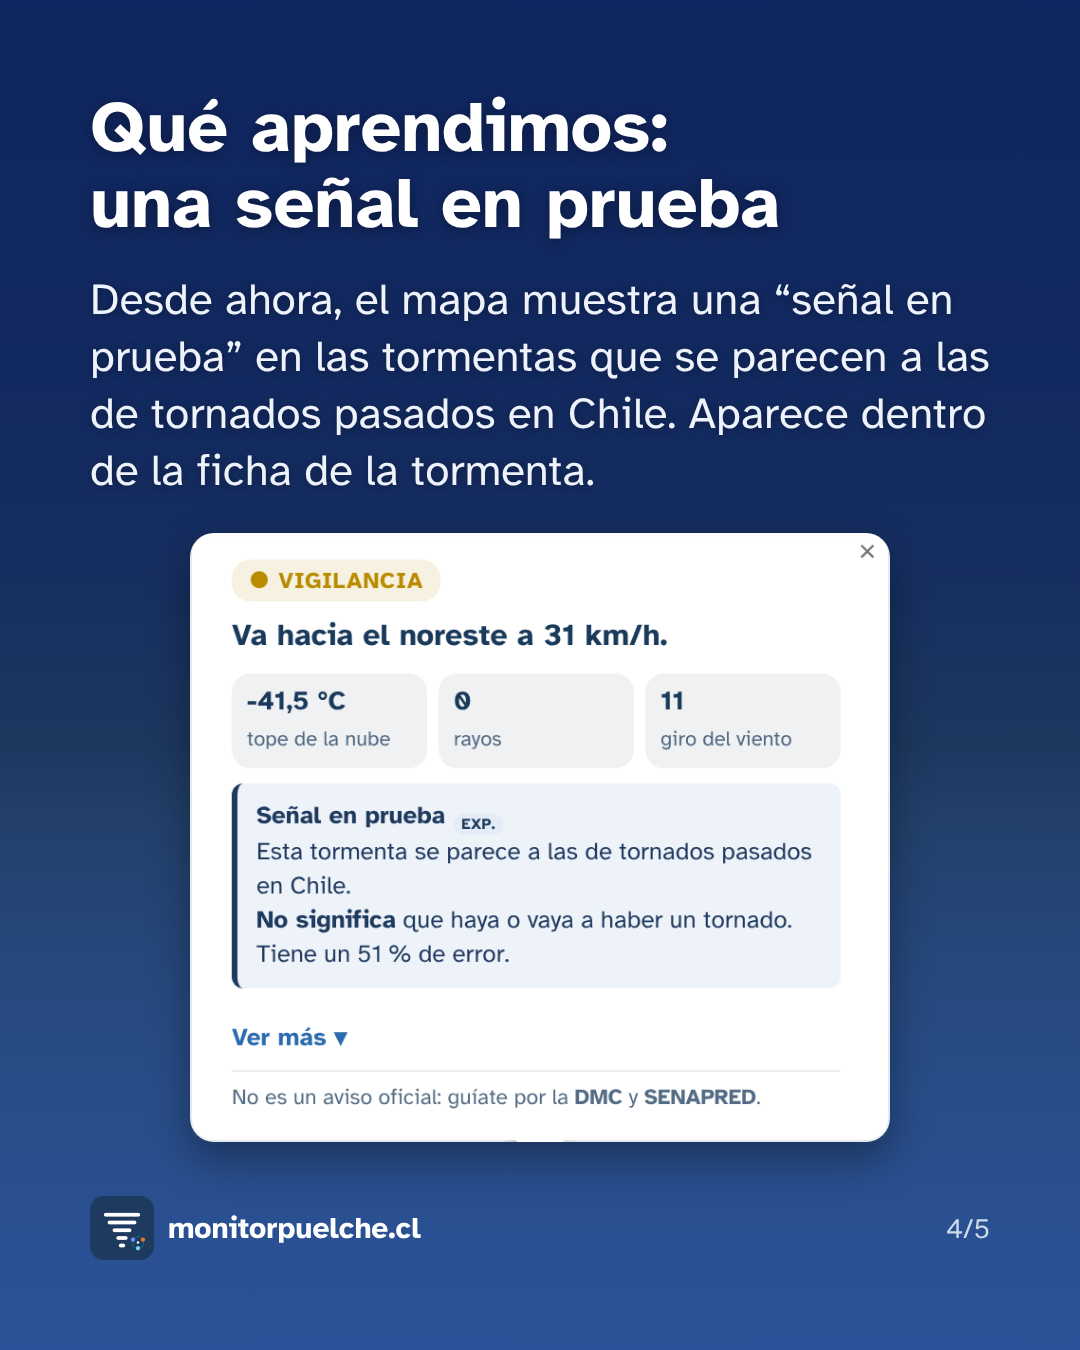 Qué aprendimos:
una señal en prueba
Desde ahora, el mapa muestra una “señal en
prueba” en las tormentas que se parecen a las
de tornados pasados en Chile. Aparece dentro
de la ficha de la tormenta.
×
VIGILANCIA
Va hacia el noreste a 31 km/h.
-41,5 °C
tope de la nube
0
rayos
11
giro del viento
Señal en prueba EXP.
Esta tormenta se parece a las de tornados pasados
en Chile.
No significa que haya o vaya a haber un tornado.
Tiene un 51 % de error.
Ver más ▼
No es un aviso oficial: guíate por la DMC y SENAPRED.
monitorpuelche.cl
4/5